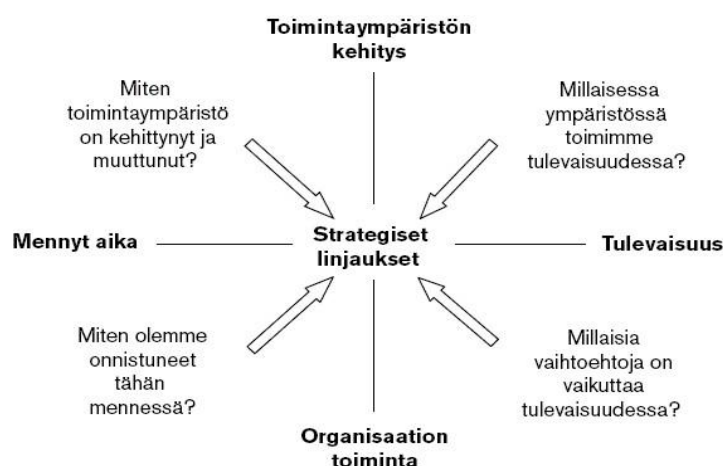 Toimintaympäristön
kehitys
Miten
toimintaympäristö
on kehittynyt ja
muuttunut?
Millaisessa
ympäristössä
toimimme
tulevaisuudessa?
Mennyt aika
Strategiset
linjaukset
Tulevaisuus
Miten olemme
onnistuneet
tähän
mennessä?
Millaisia
vaihtoehtoja on
vaikuttaa
tulevaisuudessa?
Organisaation
toiminta